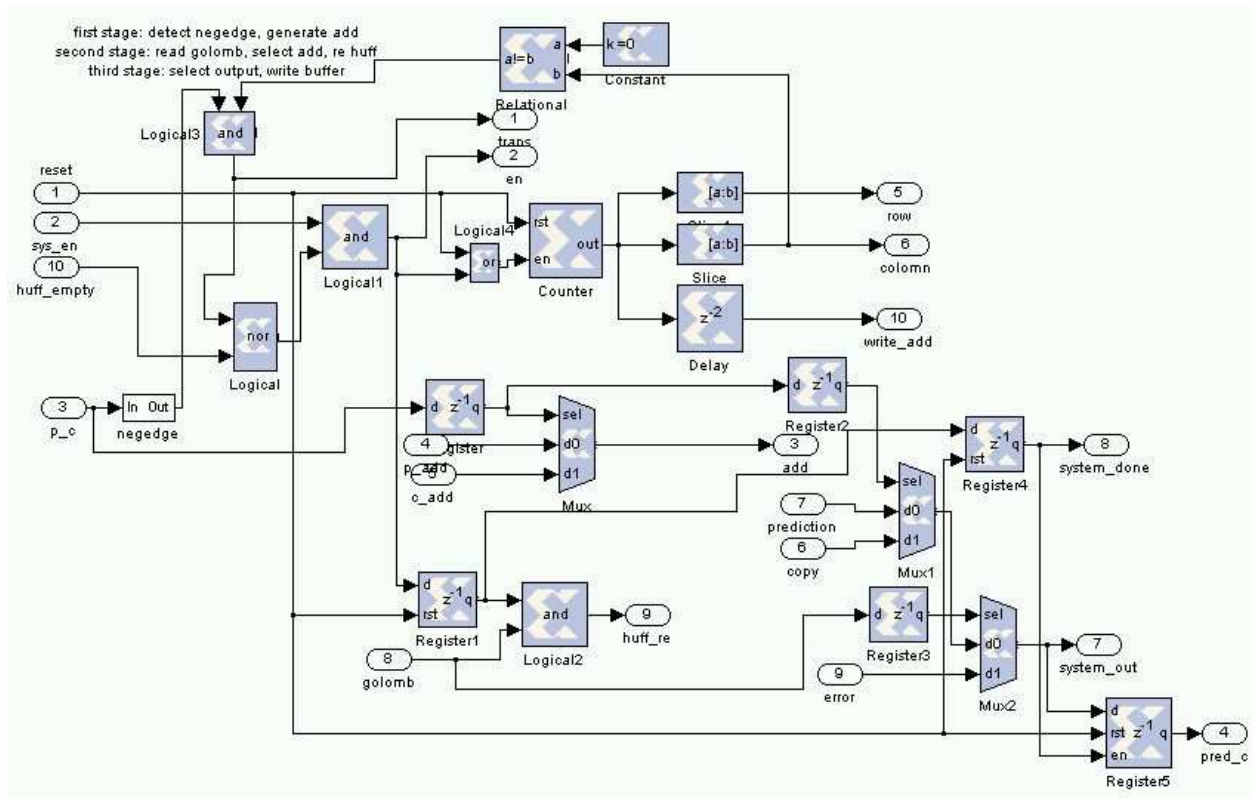 first stage: detect negedge, generate add
second stage: read golomb, select add, re huff
third stage: select output, write buffer
a!=b
a
b
Relational
k =0
Constant
Logical3
and
1
trans
2
en
reset
1
2
sys_en
10
huff_empty
and
Logical1
Logical4
or
rst
en
out
Counter
[a:b]
[a:b]
Slice
z-2
Delay
5
row
6
colomn
10
write_add
nor
Logical
3
p_c
In Out
negedge
d z-1 q
4
p_add
c_add
sel
d0
d1
Mux
d z-1 q
Register2
3
add
d
z-1 q
rst
Register4
8
system_done
7
prediction
6
copy
sel
d0
d1
Mux1
d
z-1 q
rst
Register1
and
Logical2
9
huff_re
8
golomb
d z-1 q
Register3
9
error
sel
d0
d1
Mux2
7
system_out
d
rst z-1 q
en
Register5
4
pred_c